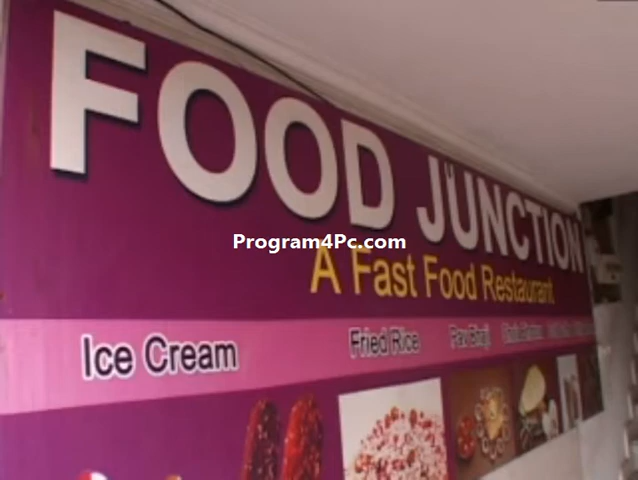 FOOD JUNCTION
Program4Pc.com
A Fast Food Restaurant
Ice Cream Fried Rice Pav Bhaji